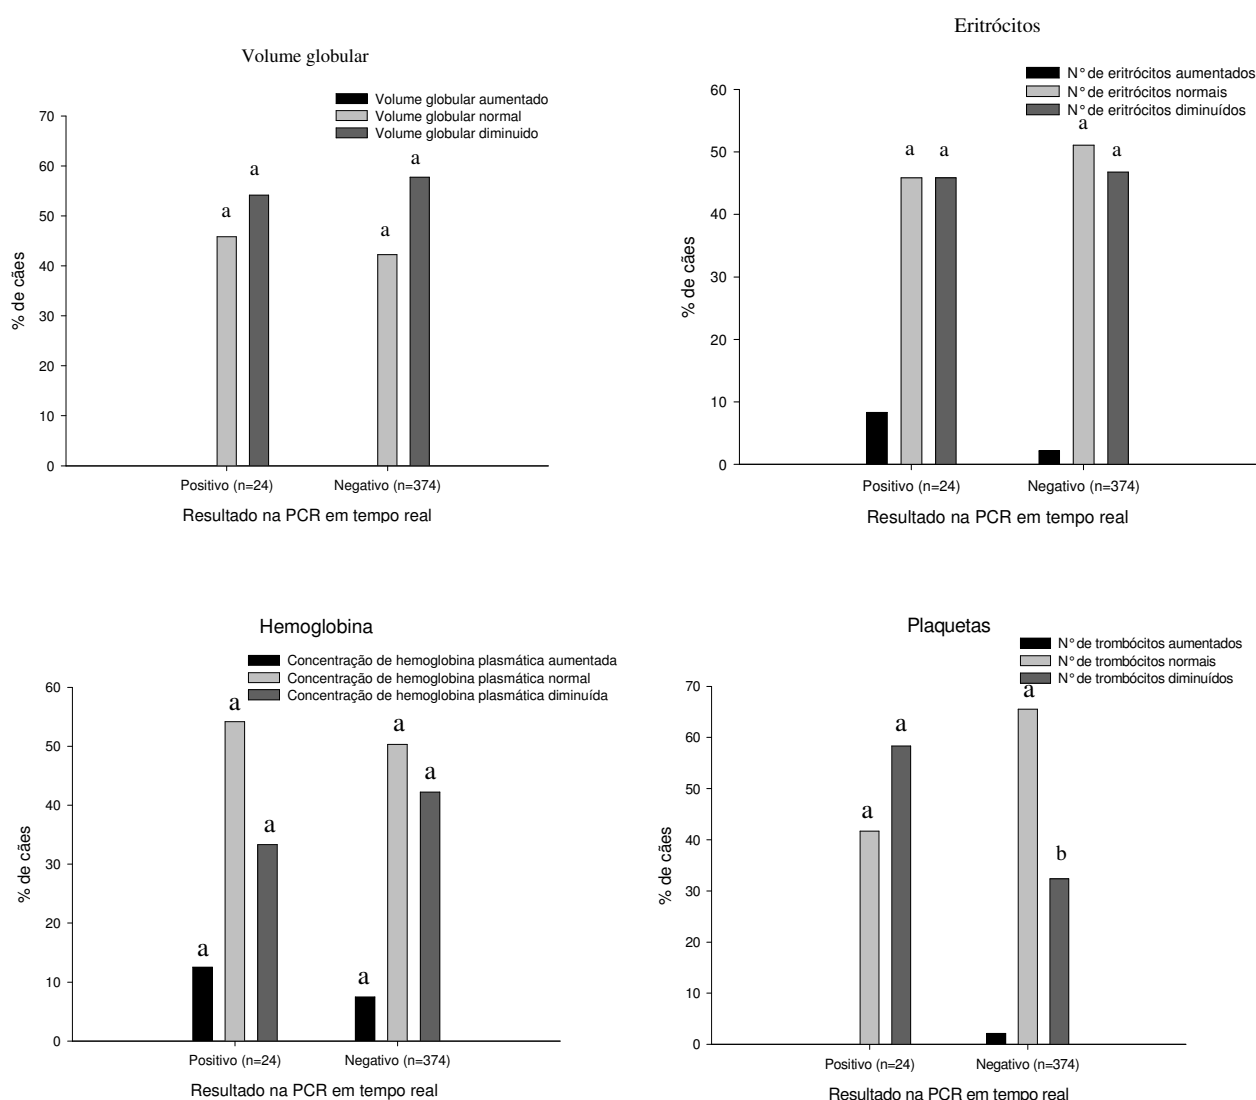 Volume globular
Volume globular aumentado
Volume globular normal
Volume globular diminuido
70
60
50
40
30
20
10
0
% de cães
a
a
a
a
Positivo (n=24)
Negativo (n=374)
Resultado na PCR em tempo real
Eritrócitos
N° de eritrócitos aumentados
N° de eritrócitos normais
N° de eritrócitos diminuídos
60
50
40
30
20
10
0
% de cães
a
a
a
a
Positivo (n=24)
Negativo (n=374)
Resultado na PCR em tempo real
Hemoglobina
Concentração de hemoglobina plasmática aumentada
Concentração de hemoglobina plasmática normal
Concentração de hemoglobina plasmática diminuída
60
50
40
30
20
10
0
% de cães
a
a
a
a
a
a
Positivo (n=24)
Negativo (n=374)
Resultado na PCR em tempo real
Plaquetas
N° de trombócitos aumentados
N° de trombócitos normais
N° de trombócitos diminuídos
70
60
50
40
30
20
10
0
% de cães
a
a
a
b
Positivo (n=24)
Negativo (n=374)
Resultado na PCR em tempo real